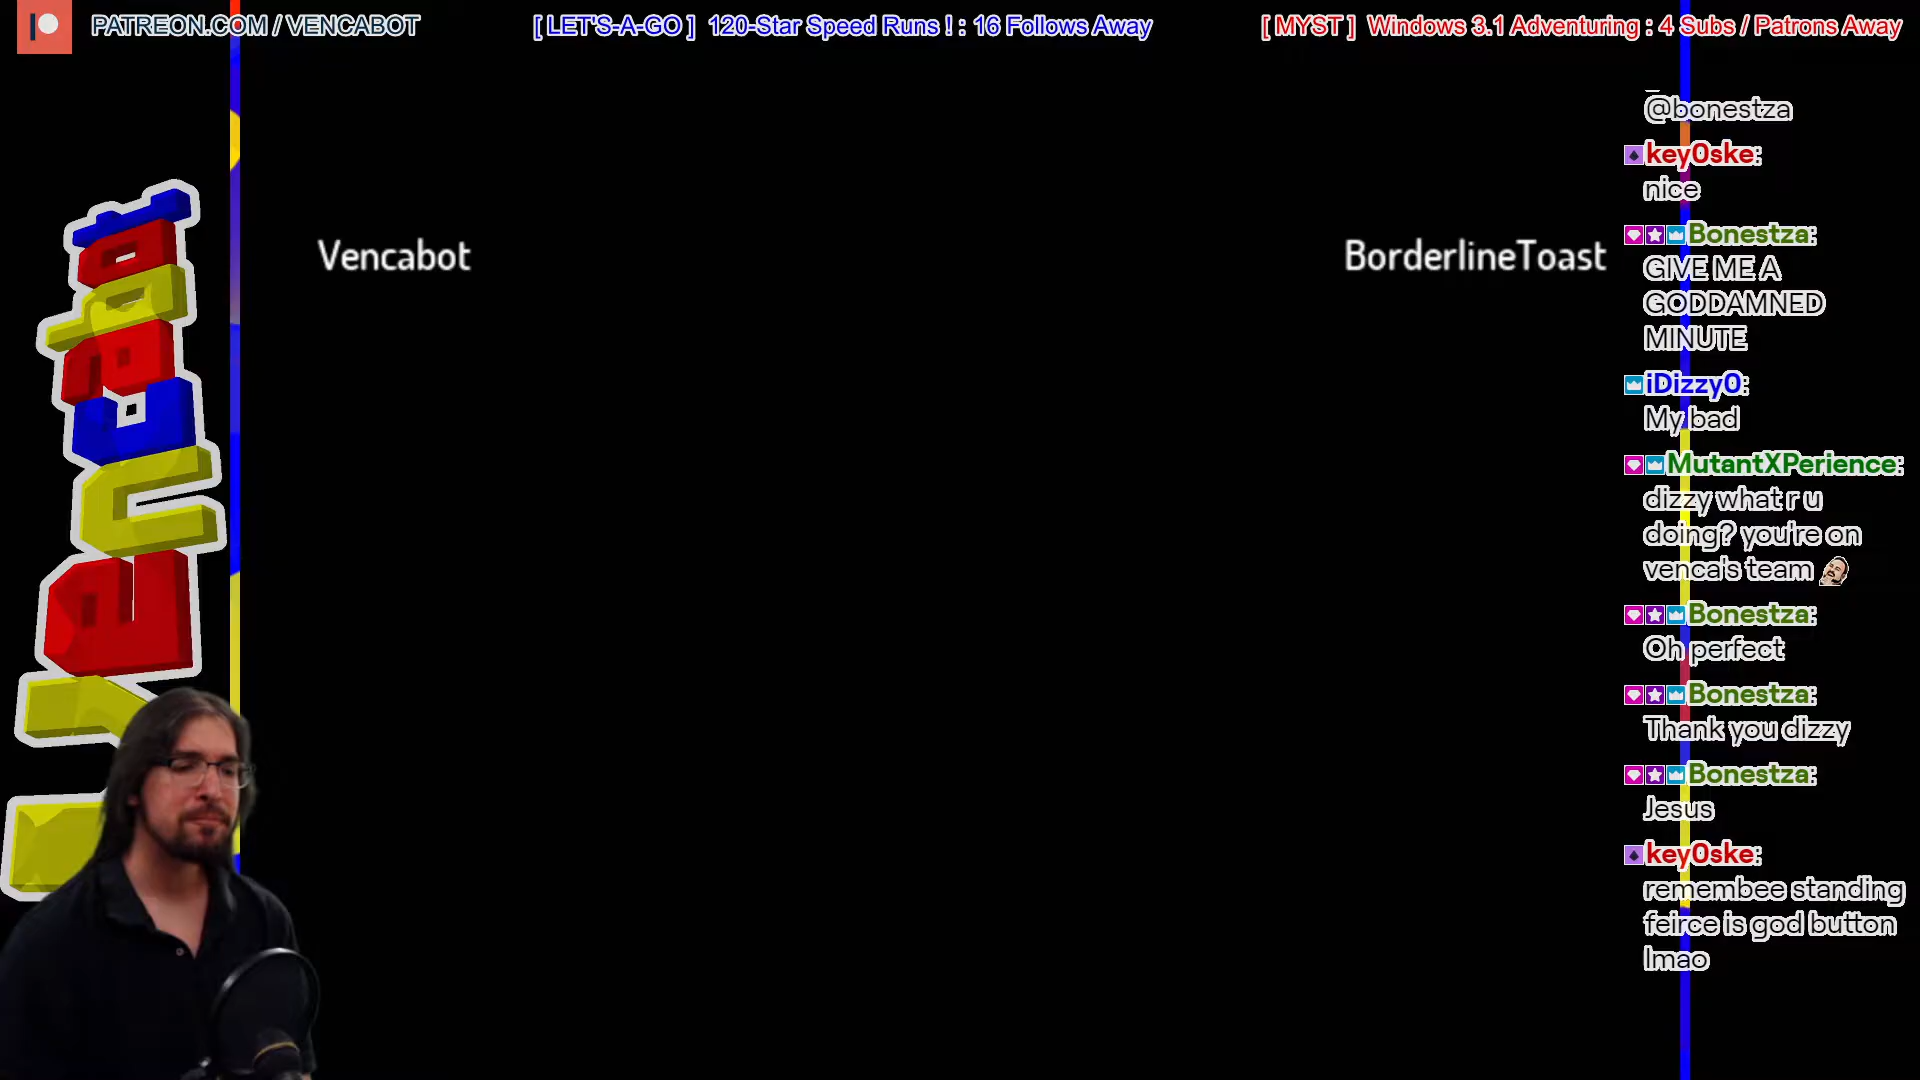 PATREON.COM / VENCABOT
[ LET'S-A-GO ] 120-Star Speed Runs ! : 16 Follows Away
[ MYST ] Windows 3.1 Adventuring : 4 Subs / Patrons Away
Vencabot
Vencabot
BorderlineToast
@bonestza
key0ske:
nice
Bonestza:
GIVE ME A
GODDAMNED
MINUTE
iDizzy0:
My bad
MutantXPerience:
dizzy what r u
doing? you're on
venca's team
Bonestza:
Oh perfect
Bonestza:
Thank you dizzy
Bonestza:
Jesus
key0ske:
remembee standing
feirce is god button
lmao